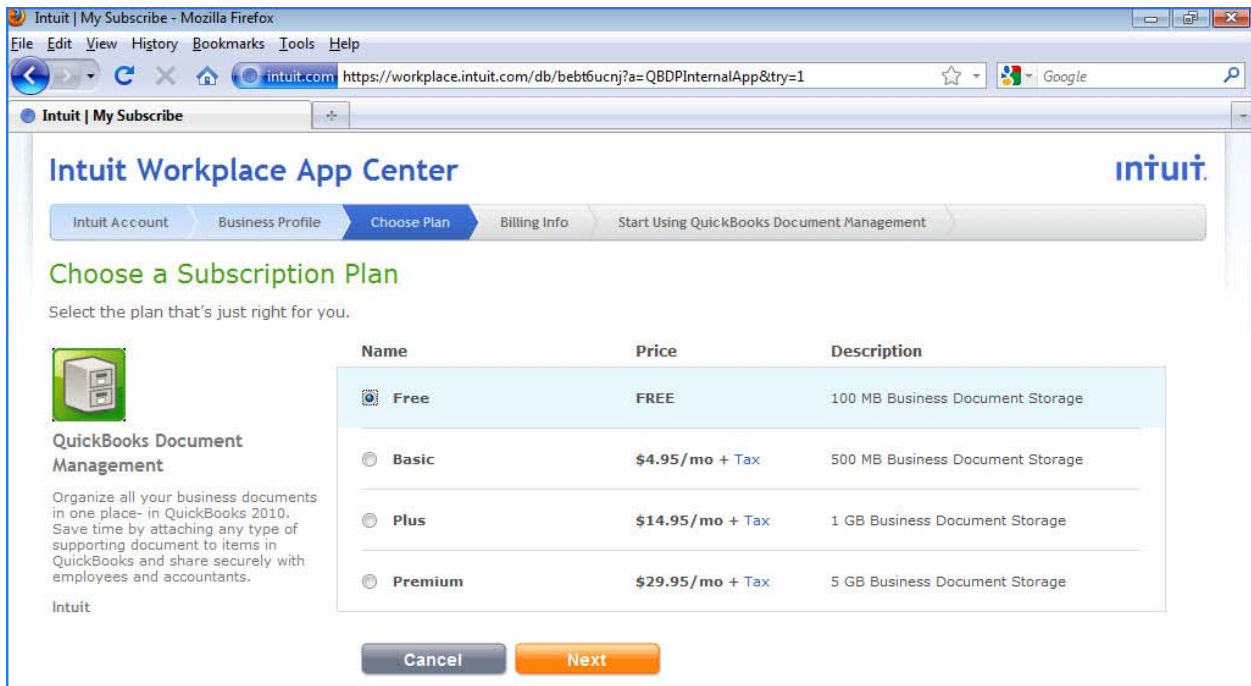 Intuit | My Subscribe - Mozilla Firefox
File Edit View History Bookmarks Tools Help
intuit.com https://workplace.intuit.com/db/bebt6ucnj?a=QBDPInternalApp&try=1 Google
Intuit | My Subscribe
Intuit Workplace App Center intuit.
Intuit Account Business Profile Choose Plan Billing Info Start Using QuickBooks Document Management
Choose a Subscription Plan
Select the plan that's just right for you.
Name Price Description
Free FREE 100 MB Business Document Storage
QuickBooks Document
Management
Basic $4.95/mo + Tax 500 MB Business Document Storage
Organize all your business documents
in one place- in QuickBooks 2010.
Save time by attaching any type of
supporting document to items in
QuickBooks and share securely with
employees and accountants.
Plus $14.95/mo + Tax 1 GB Business Document Storage
Premium $29.95/mo + Tax 5 GB Business Document Storage
Intuit
Cancel Next